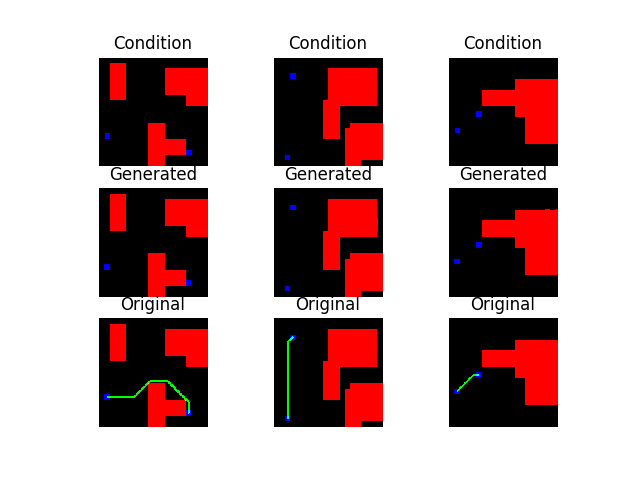 Condition Condition Condition
Generated Generated Generated
Original Original Original